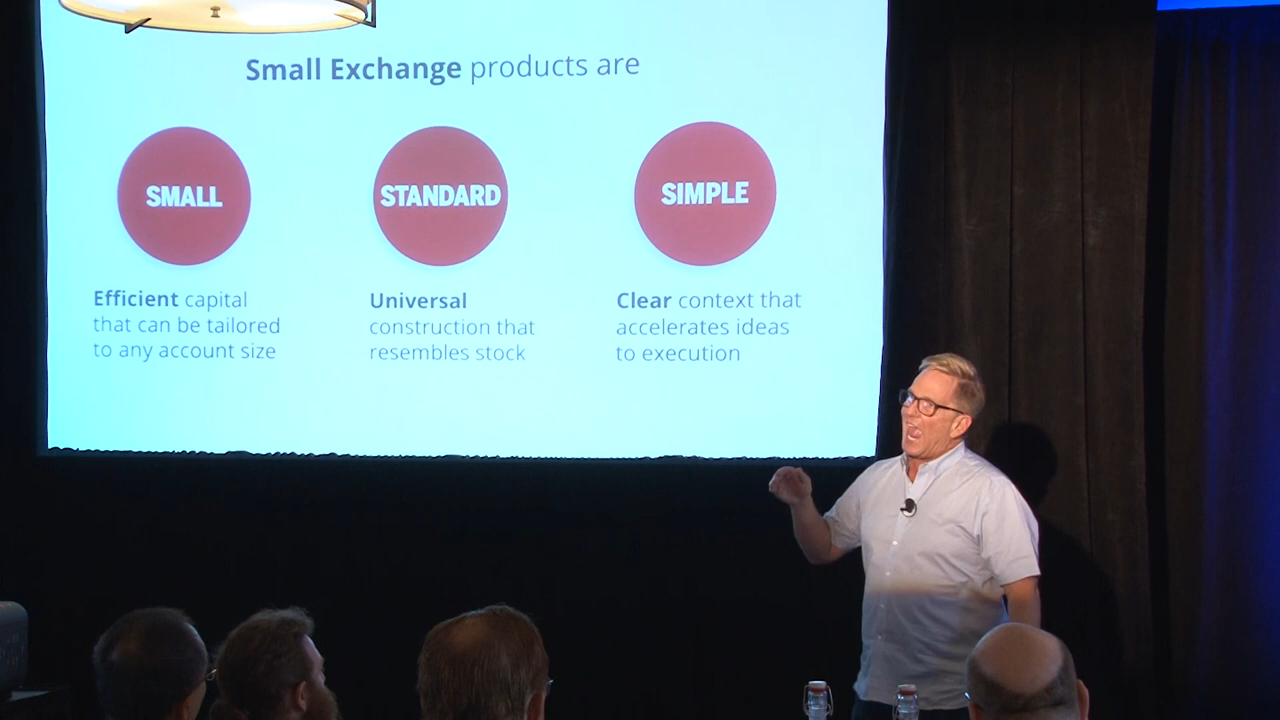 Small Exchange products are
SMALL
STANDARD
SIMPLE
Efficient capital
that can be tailored
to any account size
Universal
construction that
resembles stock
Clear context that
accelerates ideas
to execution